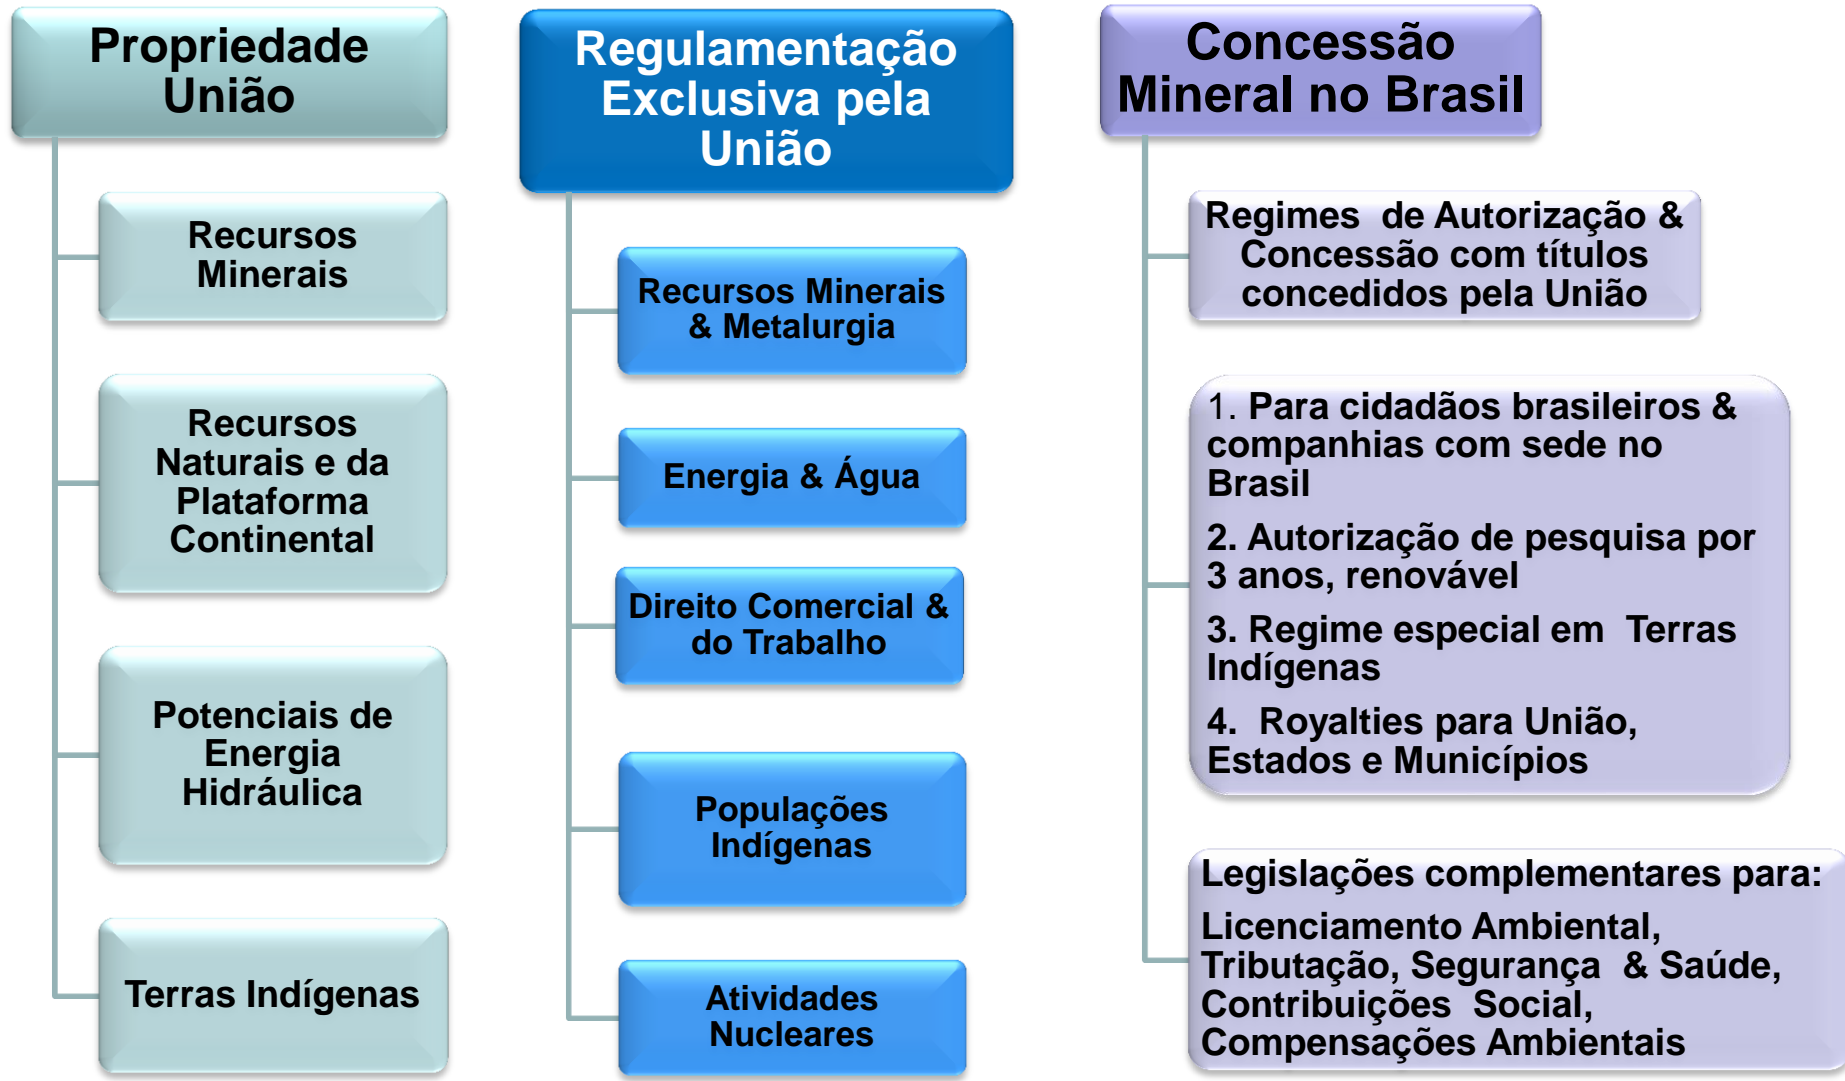 Propriedade
União
Recursos
Minerais
Recursos
Naturais e da
Plataforma
Continental
Potenciais de
Energia
Hidráulica
Terras Indígenas
Regulamentação
Exclusiva pela
União
Recursos Minerais
& Metalurgia
Energia & Água
Direito Comercial &
do Trabalho
Populações
Indígenas
Atividades
Nucleares
Concessão
Mineral no Brasil
Regimes de Autorização &
Concessão com títulos
concedidos pela União
1. Para cidadãos brasileiros &
companhias com sede no
Brasil
2. Autorização de pesquisa por
3 anos, renovável
3. Regime especial em Terras
Indígenas
4. Royalties para União,
Estados e Municípios
Legislações complementares para:
Licenciamento Ambiental,
Tributação, Segurança & Saúde,
Contribuições Social,
Compensações Ambientais